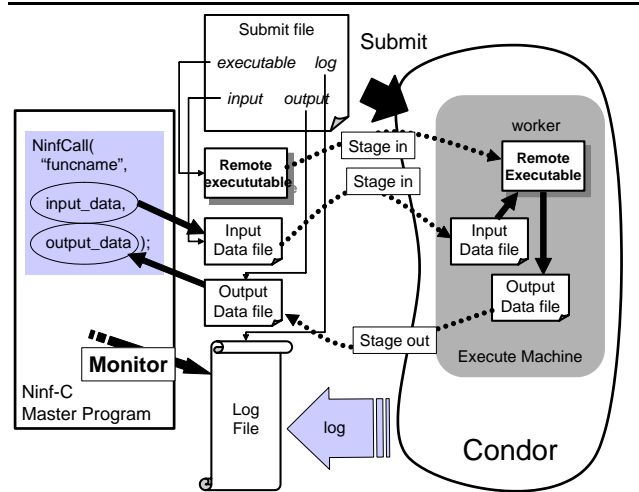 Submit file
executable log
input output
Submit
NinfCall(
"funcname",
input_data,
output_data );
Remote
execututable
e
Stage in
Stage in
worker
Remote
Executable
Input
Data file
Input
Data file
Output
Data file
Output
Data file
Stage out
Execute Machine
Monitor
Ninf-C
Master Program
Log
File
log
Condor